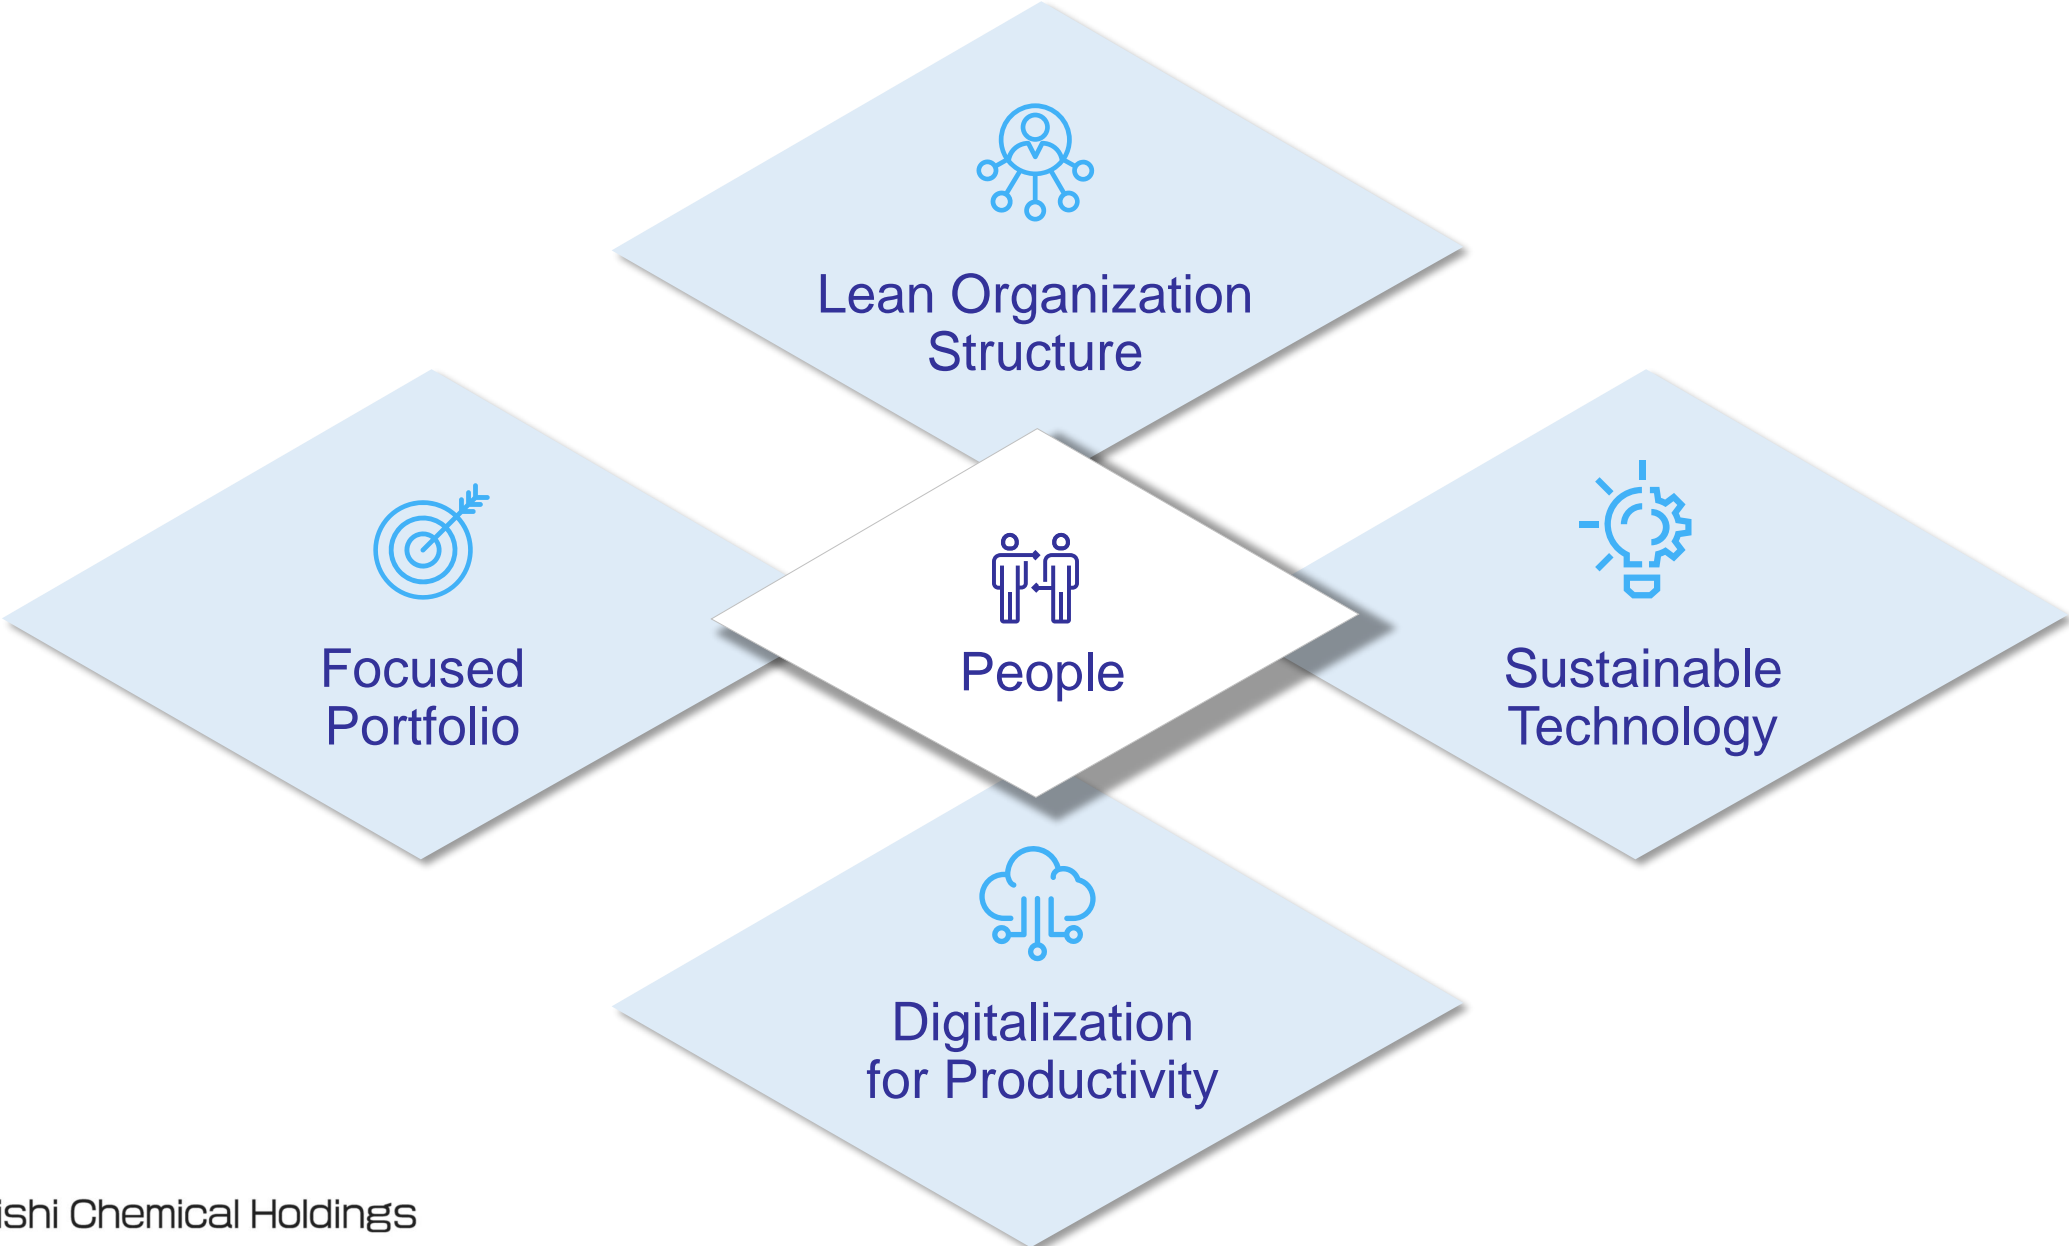 Lean Organization
Structure
Focused
Portfolio
People
Sustainable
Technology
Digitalization
for Productivity
ishi Chemical Holdings